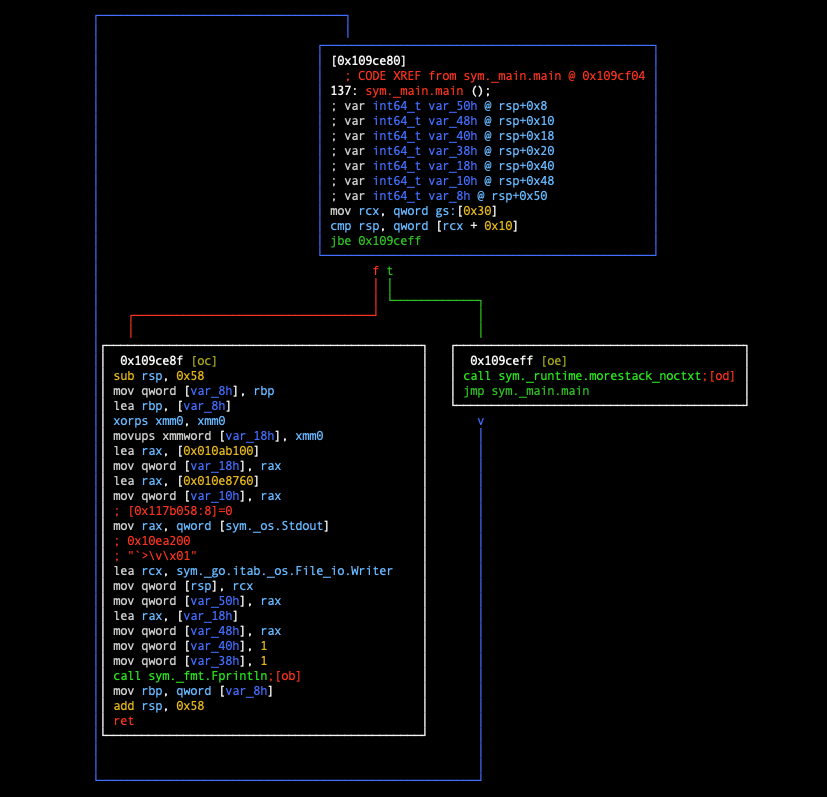 [0x109ce80]
; CODE XREF from sym._main.main @ 0x109cf04
137: sym._main.main ();
; var int64_t var_50h @ rsp+0x8
; var int64_t var_48h @ rsp+0x10
; var int64_t var_40h @ rsp+0x18
; var int64_t var_38h @ rsp+0x20
; var int64_t var_18h @ rsp+0x40
; var int64_t var_10h @ rsp+0x48
; var int64_t var_8h @ rsp+0x50
mov rcx, qword gs:[0x30]
cmp rsp, qword [rcx + 0x10]
jbe 0x109ceff
f t
0x109ce8f [oc]
sub rsp, 0x58
mov qword [var_8h], rbp
lea rbp, [var_8h]
xorps xmm0, xmm0
movups xmmword [var_18h], xmm0
lea rax, [0x010ab100]
mov qword [var_18h], rax
lea rax, [0x010e8760]
mov qword [var_10h], rax
; [0x117b058:8]=0
mov rax, qword [sym._os.Stdout]
; 0x10ea200
; "`>\v\x01"
lea rcx, sym._go.itab._os.File_io.Writer
mov qword [rsp], rcx
mov qword [var_50h], rax
lea rax, [var_18h]
mov qword [var_48h], rax
mov qword [var_40h], 1
mov qword [var_38h], 1
call sym._fmt.Fprintln;[ob]
mov rbp, qword [var_8h]
add rsp, 0x58
ret
0x109ceff [oe]
call sym._runtime.morestack_noctxt;[od]
jmp sym._main.main
v